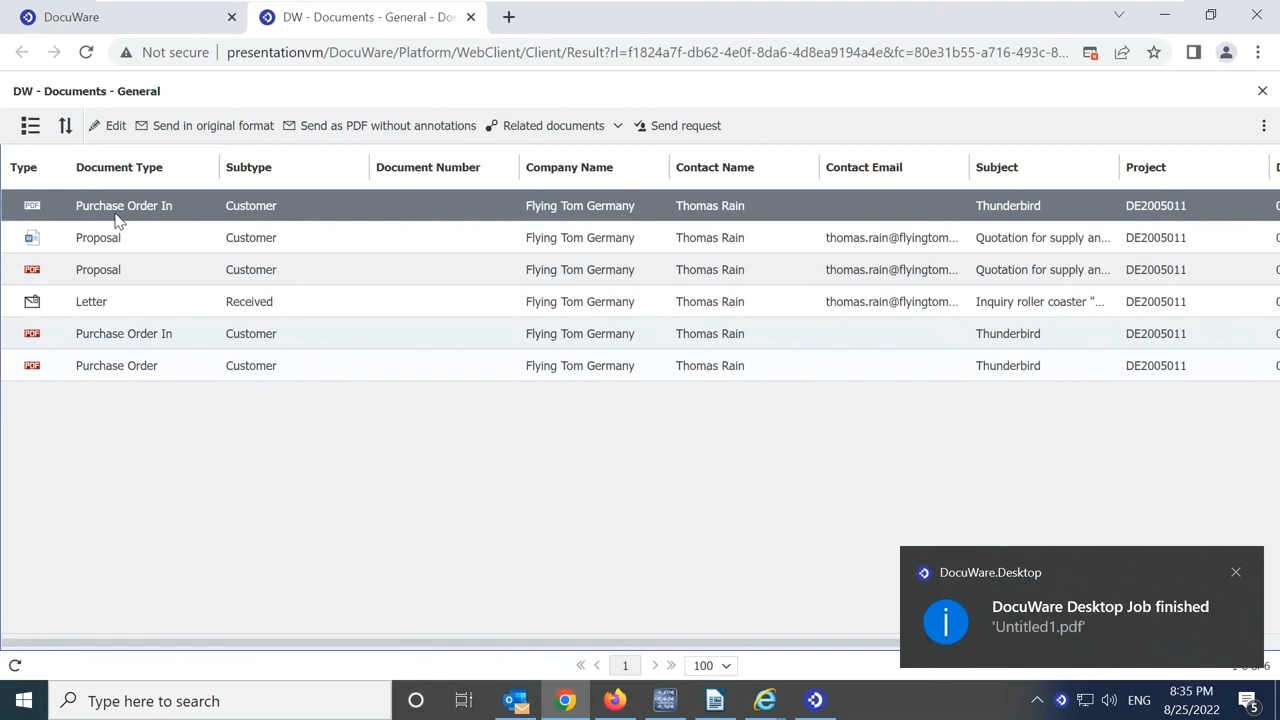 DocuWare
DW - Documents - General - Doc
Not secure
presentationvm/DocuWare/Platform/WebClient/Client/Result?rl=f1824a7f-db62-4e0f-8da6-4d8ea9194a4e&fc=80e31b55-a716-493c-8...
DW - Documents - General
Edit Send in original format Send as PDF without annotations Related documents Send request
Type Document Type Subtype Document Number Company Name Contact Name Contact Email Subject Project
PDF Purchase Order In Customer Flying Tom Germany Thomas Rain Thunderbird DE2005011
Proposal Customer Flying Tom Germany Thomas Rain thomas.rain@flyingtom... Quotation for supply an... DE2005011
PDF Proposal Customer Flying Tom Germany Thomas Rain thomas.rain@flyingtom... Quotation for supply an... DE2005011
Letter Received Flying Tom Germany Thomas Rain thomas.rain@flyingtom... Inquiry roller coaster "... DE2005011
PDF Purchase Order In Customer Flying Tom Germany Thomas Rain Thunderbird DE2005011
PDF Purchase Order Customer Flying Tom Germany Thomas Rain Thunderbird DE2005011
DocuWare.Desktop
DocuWare Desktop Job finished
'Untitled1.pdf'
1 100
Type here to search
ENG
8:35 PM
8/25/2022
5